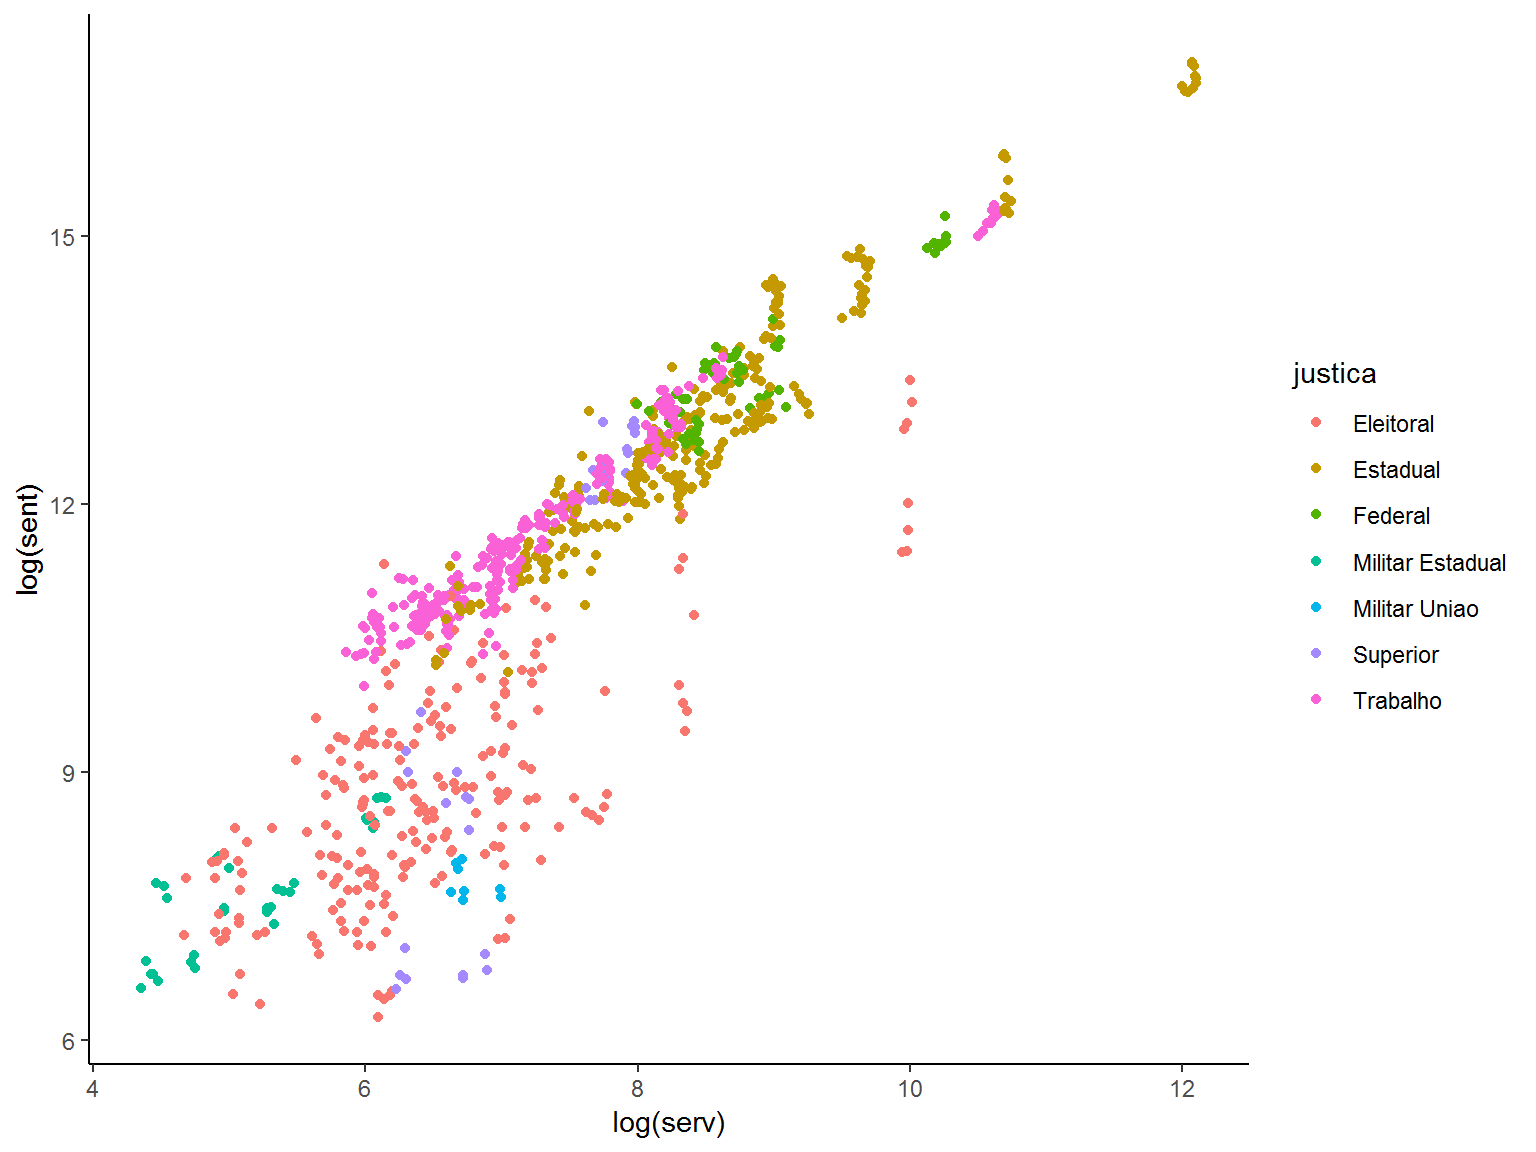 log(sent)
15
12
9
6
4 6 8 10 12
log(serv)
justica
Eleitoral
Estadual
Federal
Militar Estadual
Militar Uniao
Superior
Trabalho